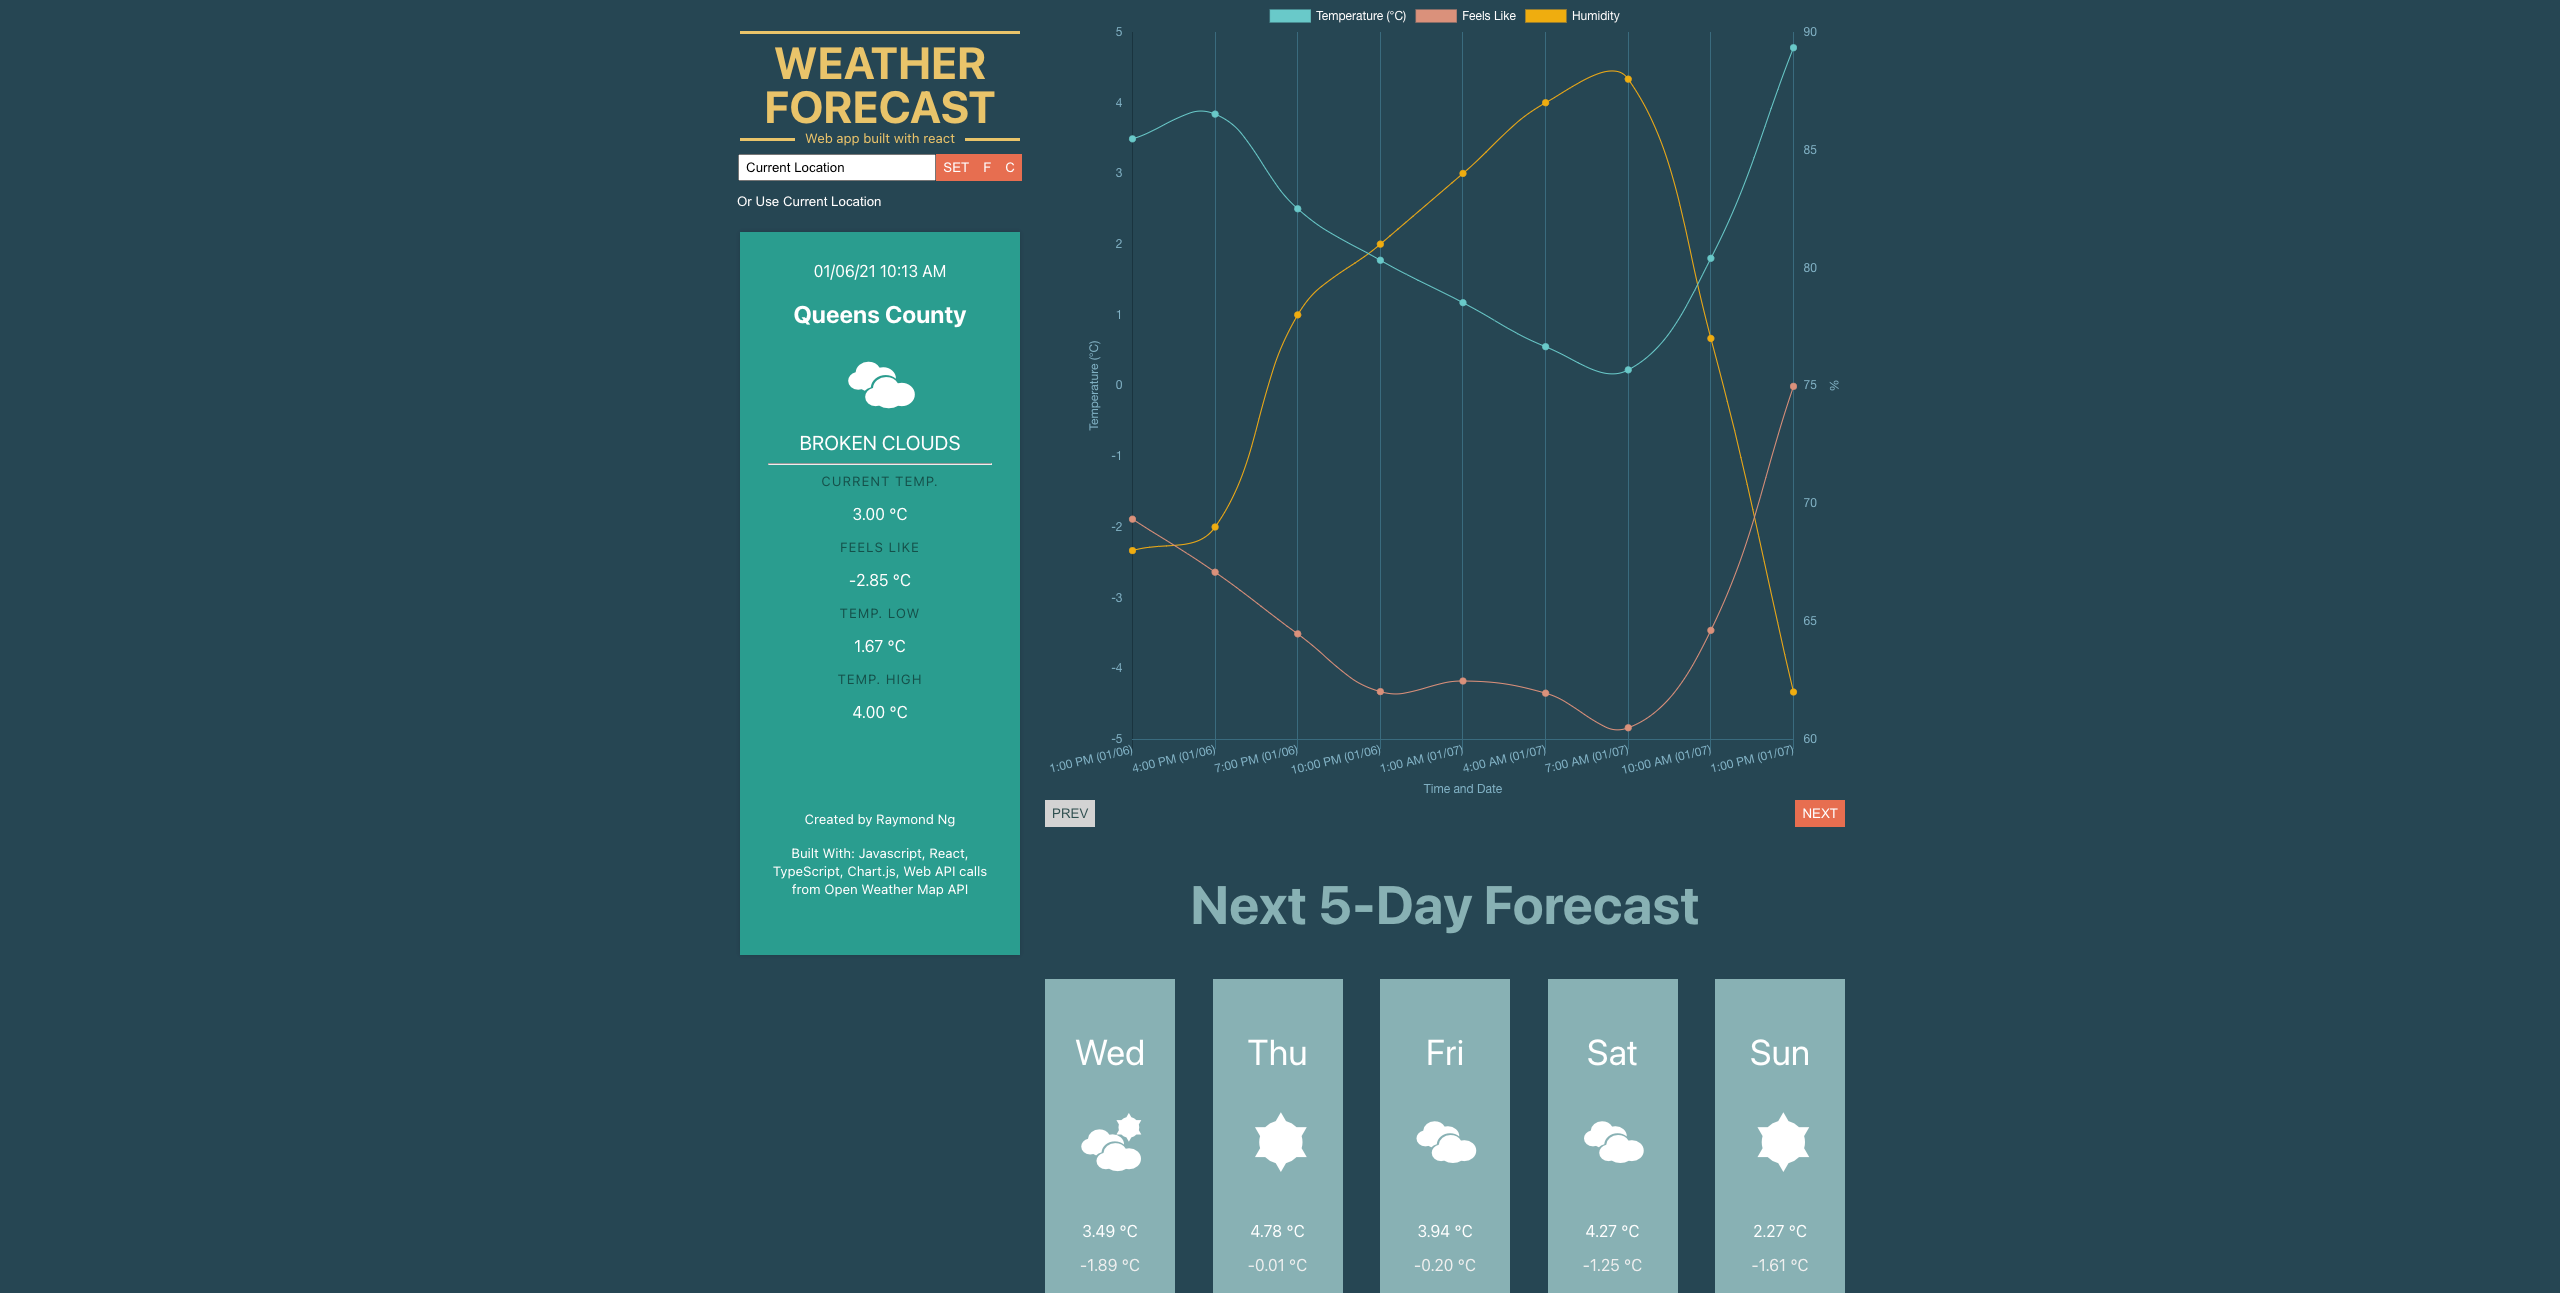 WEATHER
FORECAST
Web app built with react
Current Location
SET F C
Or Use Current Location
01/06/21 10:13 AM
Queens County
BROKEN CLOUDS
CURRENT TEMP.
3.00 °C
FEELS LIKE
-2.85 °C
TEMP. LOW
1.67 °C
TEMP. HIGH
4.00 °C
Created by Raymond Ng
Built With: Javascript, React,
TypeScript, Chart.js, Web API calls
from Open Weather Map API
Temperature (°C) Feels Like Humidity
Temperature (°C)
5
4
3
2
1
0
-1
-2
-3
-4
-5
90
85
80
75
70
65
60
%
1:00 PM (01/06)
4:00 PM (01/06)
7:00 PM (01/06)
10:00 PM (01/06)
1:00 AM (01/07)
4:00 AM (01/07)
7:00 AM (01/07)
10:00 AM (01/07)
1:00 PM (01/07)
Time and Date
PREV
NEXT
Next 5-Day Forecast
Wed
3.49 °C
-1.89 °C
Thu
4.78 °C
-0.01 °C
Fri
3.94 °C
-0.20 °C
Sat
4.27 °C
-1.25 °C
Sun
2.27 °C
-1.61 °C